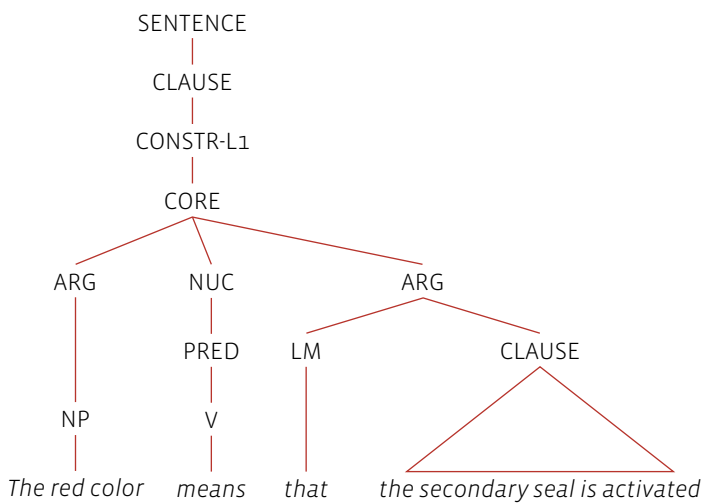 SENTENCE
CLAUSE
CONSTR-L1
CORE
ARG NUC ARG
PRED LM CLAUSE
NP V
The red color means that the secondary seal is activated